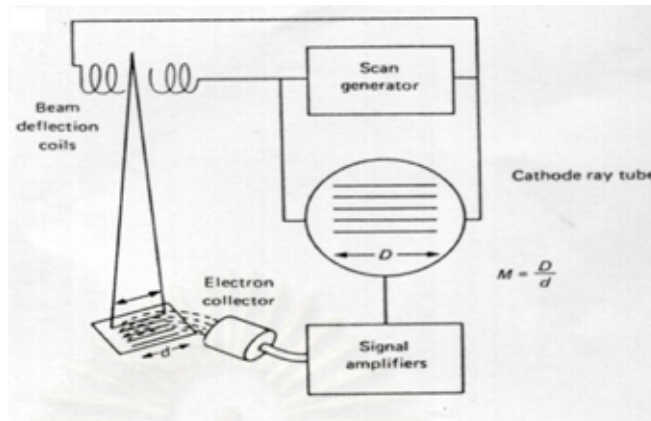 Scan
generator
Beam
deflection
coils
Cathode ray tube
D
M = D/d
Electron
collector
d
Signal
amplifiers